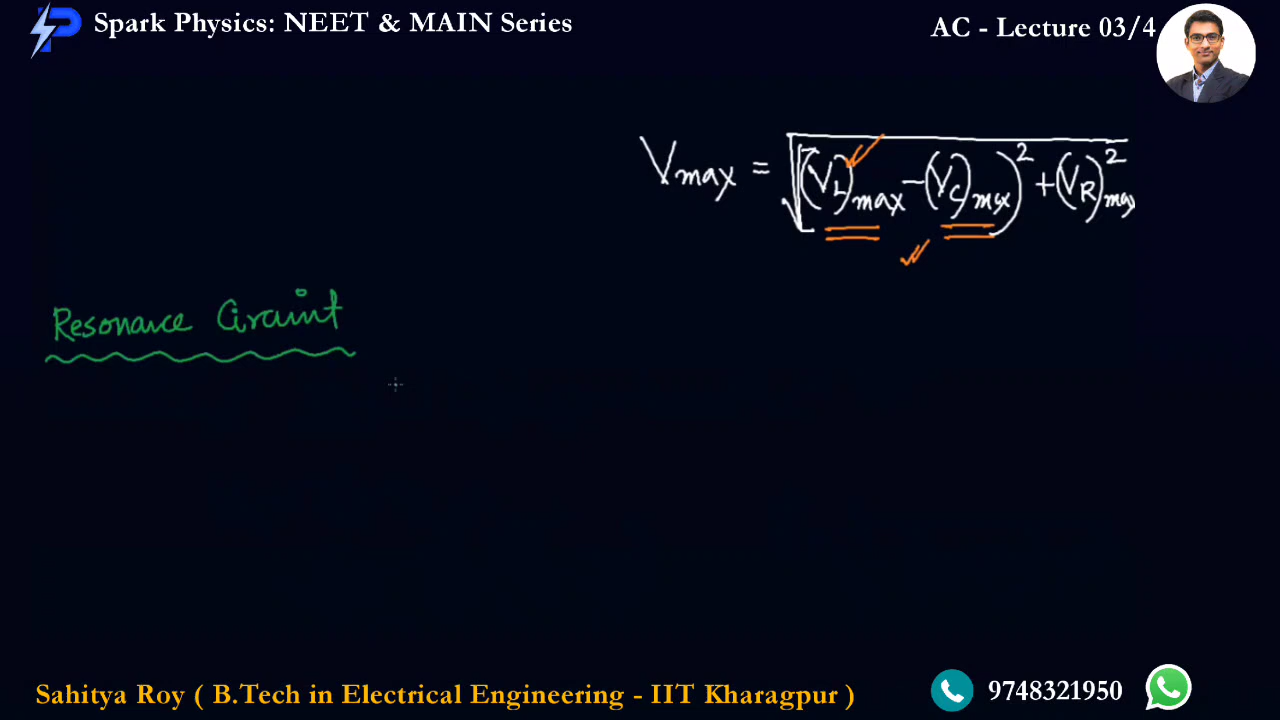 Spark Physics: NEET & MAIN Series
AC - Lecture 03/4
Vmax = √(((VL)max - (VC)max)² + (VR)²max
Resonance Circuit
Sahitya Roy ( B.Tech in Electrical Engineering - IIT Kharagpur )
9748321950